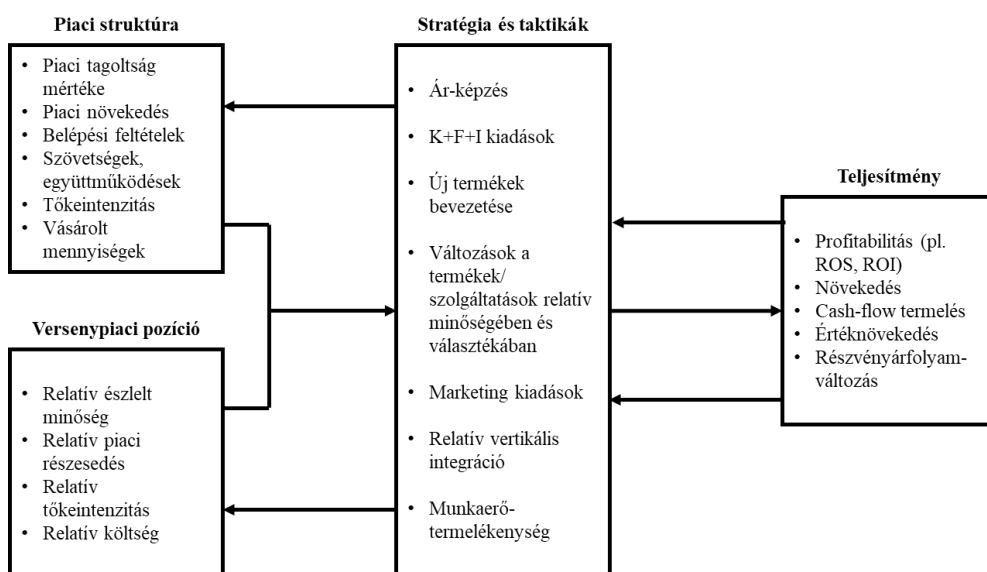 Piaci struktúra
• Piaci tagoltság
mértéke
• Piaci növekedés
• Belépési feltételek
• Szövetségek,
együttműködések
• Tőkeintenzitás
• Vásárolt
mennyiségek
Versenypiaci pozíció
• Relatív észlelt
minőség
• Relatív piaci
részesedés
• Relatív
tőkeintenzitás
• Relatív költség
Stratégia és taktikák
• Ár-képzés
• K+F+I kiadások
• Új termékek
bevezetése
• Változások a
termékek/
szolgáltatások relatív
minőségében és
választékában
• Marketing kiadások
• Relatív vertikális
integráció
• Munkaerő-
termelékenység
Teljesítmény
• Profitabilitás (pl.
ROS, ROI)
• Növekedés
• Cash-flow termelés
• Értéknövekedés
• Részvényárfolyam-
változás